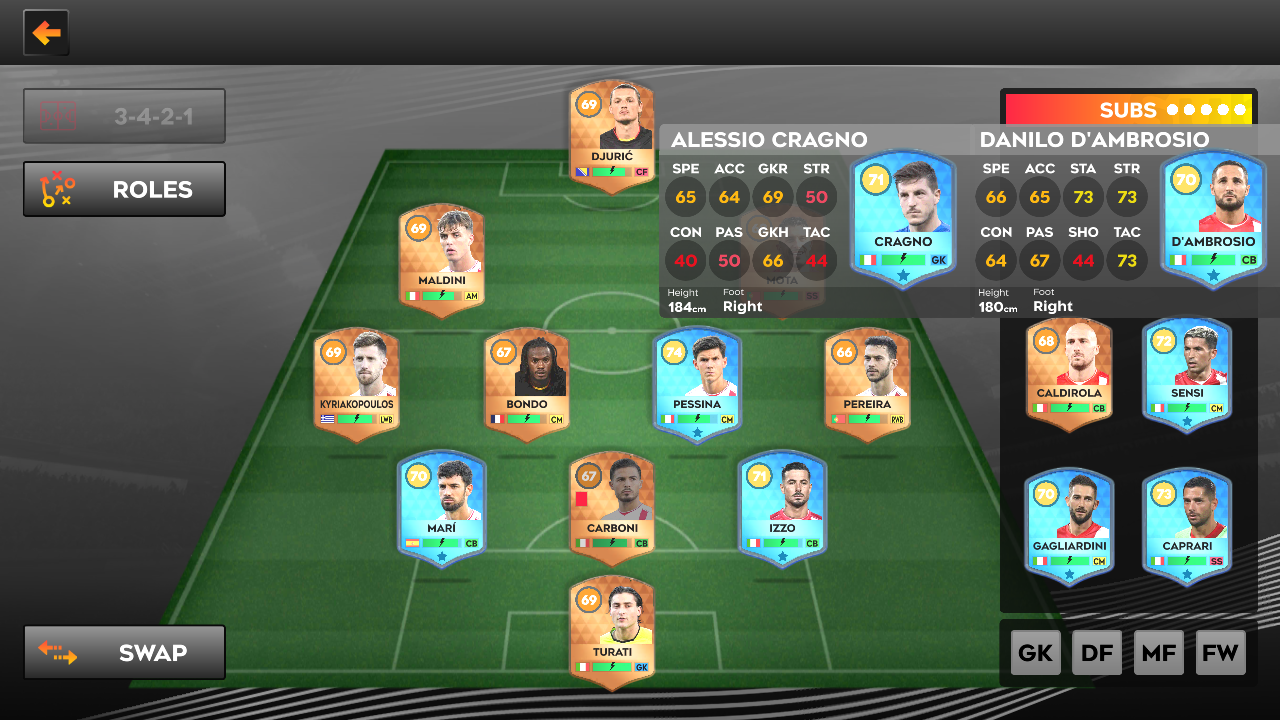 3-4-2-1
ROLES
SWAP
69
DJURIĆ
CF
69
MALDINI
AM
MOTA
SS
69
KYRIAKOPOULOS
LWB
67
BONDO
CM
74
PESSINA
CM
66
PEREIRA
RWB
70
MARÍ
CB
67
CARBONI
CB
71
IZZO
CB
69
TURATI
GK
SUBS
ALESSIO CRAGNO
SPE ACC GKR STR
65 64 69 50
CON PAS GKH TAC
40 50 66 44
Height Foot
184cm Right
71
CRAGNO
GK
DANILO D'AMBROSIO
SPE ACC STA STR
66 65 73 73
CON PAS SHO TAC
64 67 44 73
Height Foot
180cm Right
70
D'AMBROSIO
CB
68
CALDIROLA
CB
72
SENSI
CM
70
GAGLIARDINI
CM
73
CAPRARI
SS
GK DF MF FW